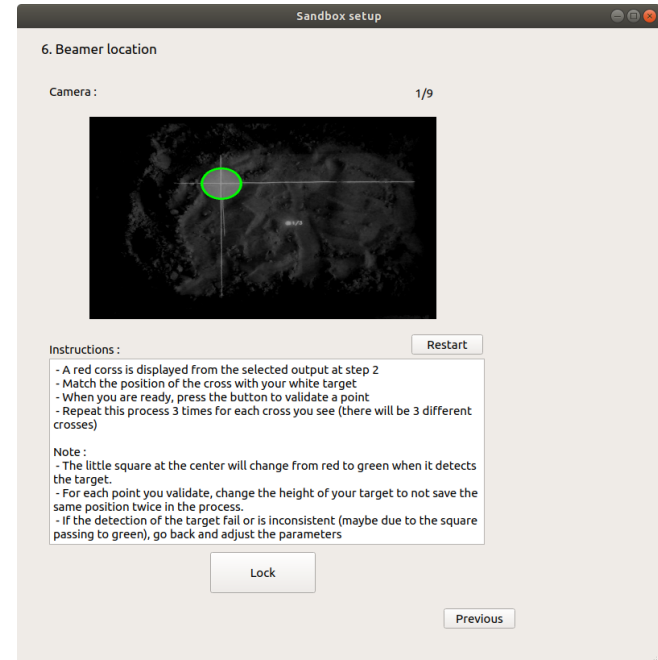 Sandbox setup
6. Beamer location
Camera :
1/9
Instructions :
Restart
- A red corss is displayed from the selected output at step 2
- Match the position of the cross with your white target
- When you are ready, press the button to validate a point
- Repeat this process 3 times for each cross you see (there will be 3 different
crosses)
Note :
- The little square at the center will change from red to green when it detects
the target.
- For each point you validate, change the height of your target to not save the
same position twice in the process.
- If the detection of the target fail or is inconsistent (maybe due to the square
passing to green), go back and adjust the parameters
Lock
Previous